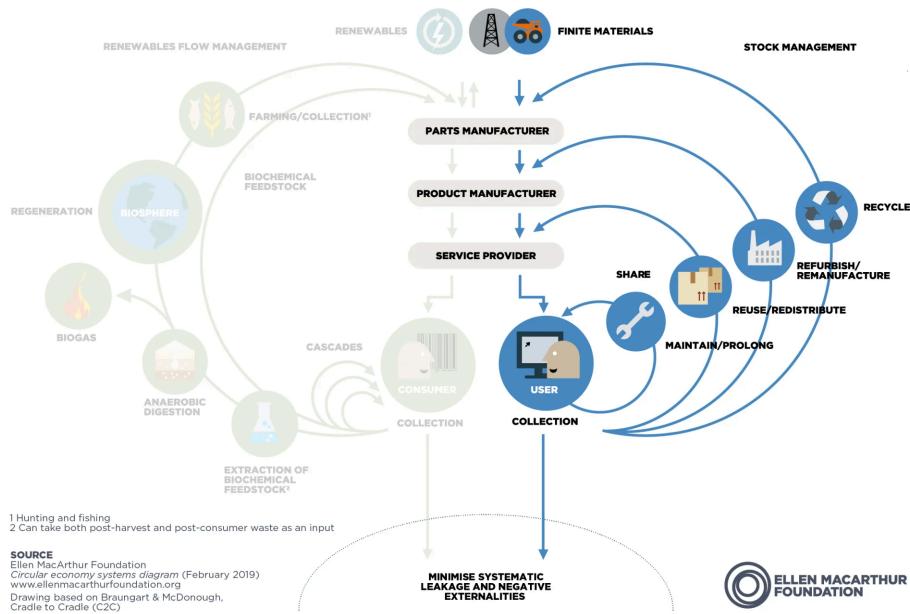 RENEWABLES
FINITE MATERIALS
RENEWABLES FLOW MANAGEMENT
STOCK MANAGEMENT
FARMING/COLLECTION¹
PARTS MANUFACTURER
BIOCHEMICAL
FEEDSTOCK
PRODUCT MANUFACTURER
REGENERATION
BIOSPHERE
RECYCLE
SERVICE PROVIDER
SHARE
REFURBISH/
REMANUFACTURE
REUSE/REDISTRIBUTE
BIOGAS
CASCADES
MAINTAIN/PROLONG
CONSUMER
USER
ANAEROBIC
DIGESTION
COLLECTION
COLLECTION
EXTRACTION OF
BIOCHEMICAL
FEEDSTOCK²
1 Hunting and fishing
2 Can take both post-harvest and post-consumer waste as an input
SOURCE
Ellen MacArthur Foundation
Circular economy systems diagram (February 2019)
www.ellenmacarthurfoundation.org
Drawing based on Braungart & McDonough,
Cradle to Cradle (C2C)
MINIMISE SYSTEMATIC
LEAKAGE AND NEGATIVE
EXTERNALITIES
ELLEN MACARTHUR
FOUNDATION